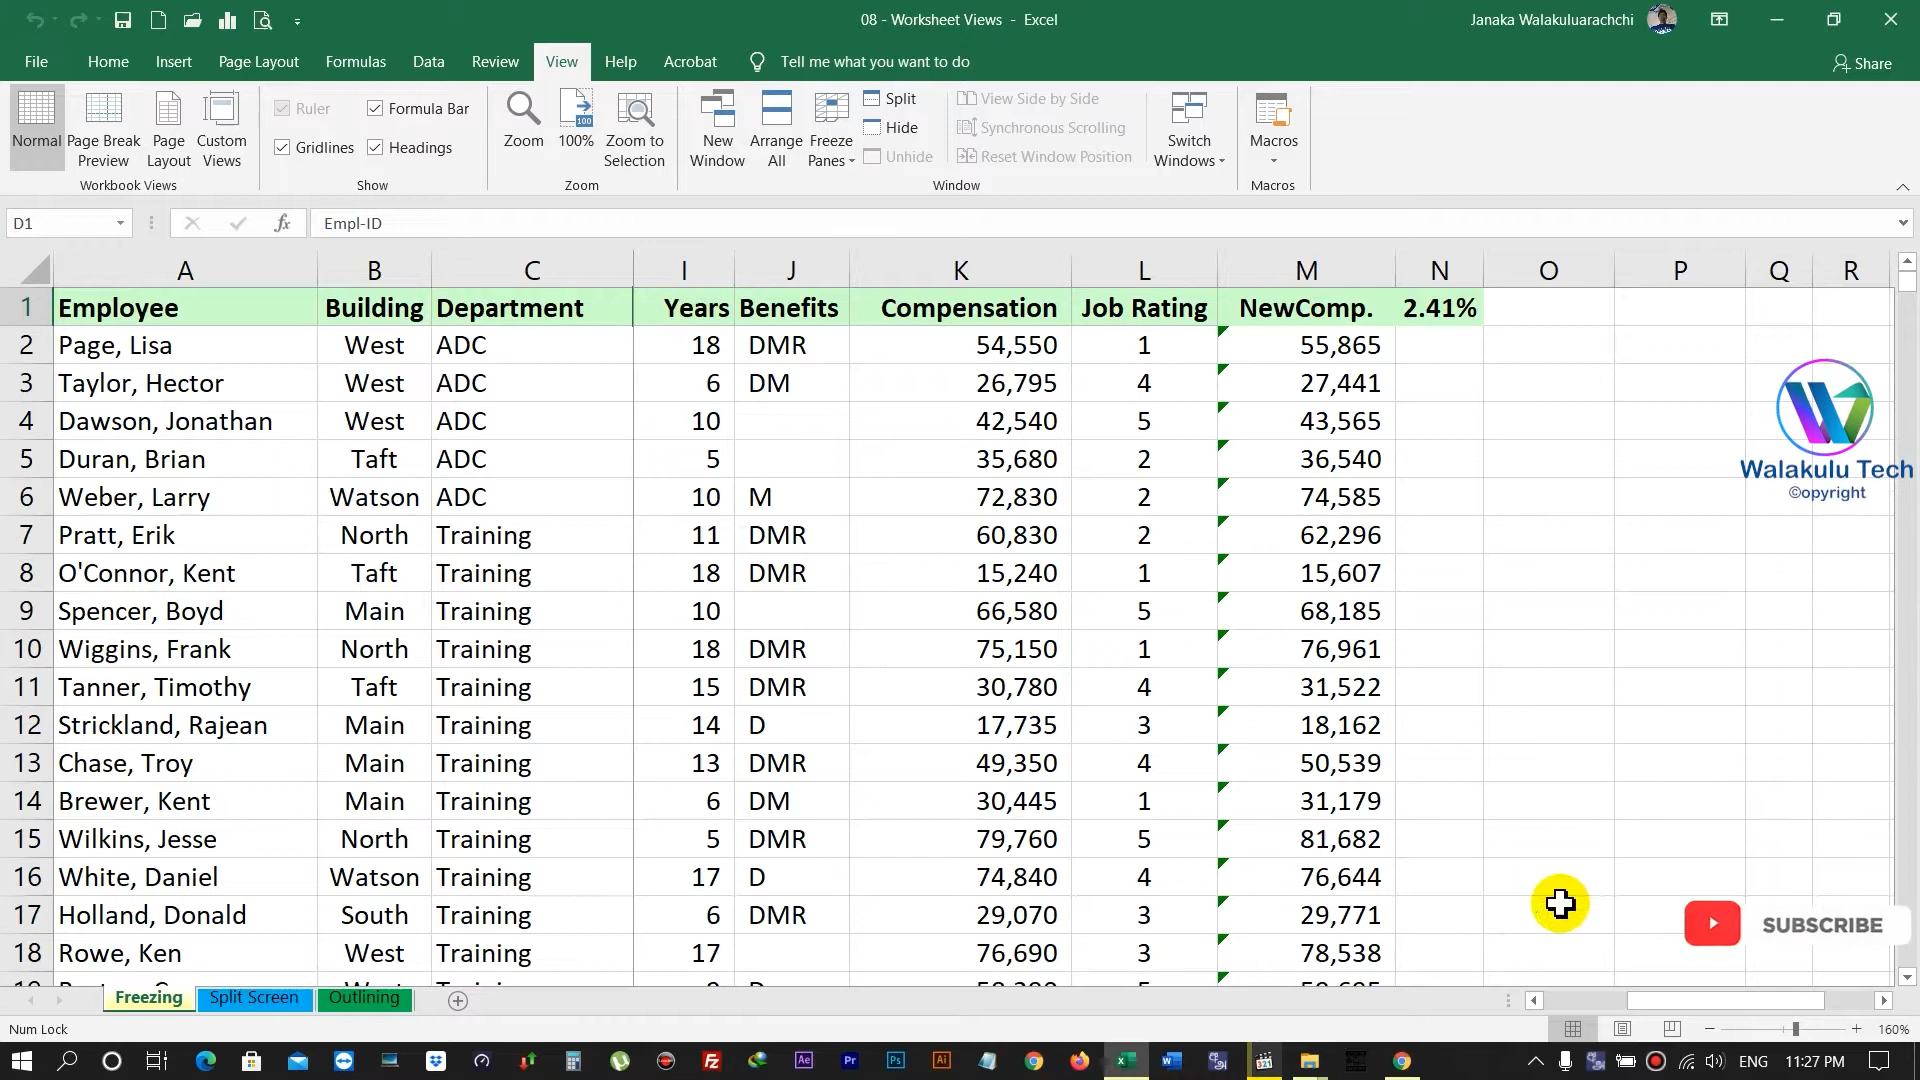 08 - Worksheet Views - Excel
Janaka Walakuluarachchi
File Home Insert Page Layout Formulas Data Review View Help Acrobat Tell me what you want to do Share
Normal
Page Break Preview
Page Layout
Custom Views
Workbook Views
Ruler
Formula Bar
Gridlines
Headings
Show
Zoom
100
100%
Zoom to Selection
Zoom
New Window
Arrange All
Freeze Panes
Split
Hide
Unhide
View Side by Side
Synchronous Scrolling
Reset Window Position
Switch Windows
Window
Macros
Macros
D1 fx Empl-ID
A B C I J K L M N O P Q R
1 Employee Building Department Years Benefits Compensation Job Rating NewComp. 2.41%
2 Page, Lisa West ADC 18 DMR 54,550 1 55,865
3 Taylor, Hector West ADC 6 DM 26,795 4 27,441
4 Dawson, Jonathan West ADC 10 42,540 5 43,565
5 Duran, Brian Taft ADC 5 35,680 2 36,540
6 Weber, Larry Watson ADC 10 M 72,830 2 74,585
7 Pratt, Erik North Training 11 DMR 60,830 2 62,296
8 O'Connor, Kent Taft Training 18 DMR 15,240 1 15,607
9 Spencer, Boyd Main Training 10 66,580 5 68,185
10 Wiggins, Frank North Training 18 DMR 75,150 1 76,961
11 Tanner, Timothy Taft Training 15 DMR 30,780 4 31,522
12 Strickland, Rajean Main Training 14 D 17,735 3 18,162
13 Chase, Troy Main Training 13 DMR 49,350 4 50,539
14 Brewer, Kent Main Training 6 DM 30,445 1 31,179
15 Wilkins, Jesse North Training 5 DMR 79,760 5 81,682
16 White, Daniel Watson Training 17 D 74,840 4 76,644
17 Holland, Donald South Training 6 DMR 29,070 3 29,771
18 Rowe, Ken West Training 17 76,690 3 78,538
Walakulu Tech
©opyright
SUBSCRIBE
Freezing Split Screen Outlining
Num Lock 160%
ENG 11:27 PM